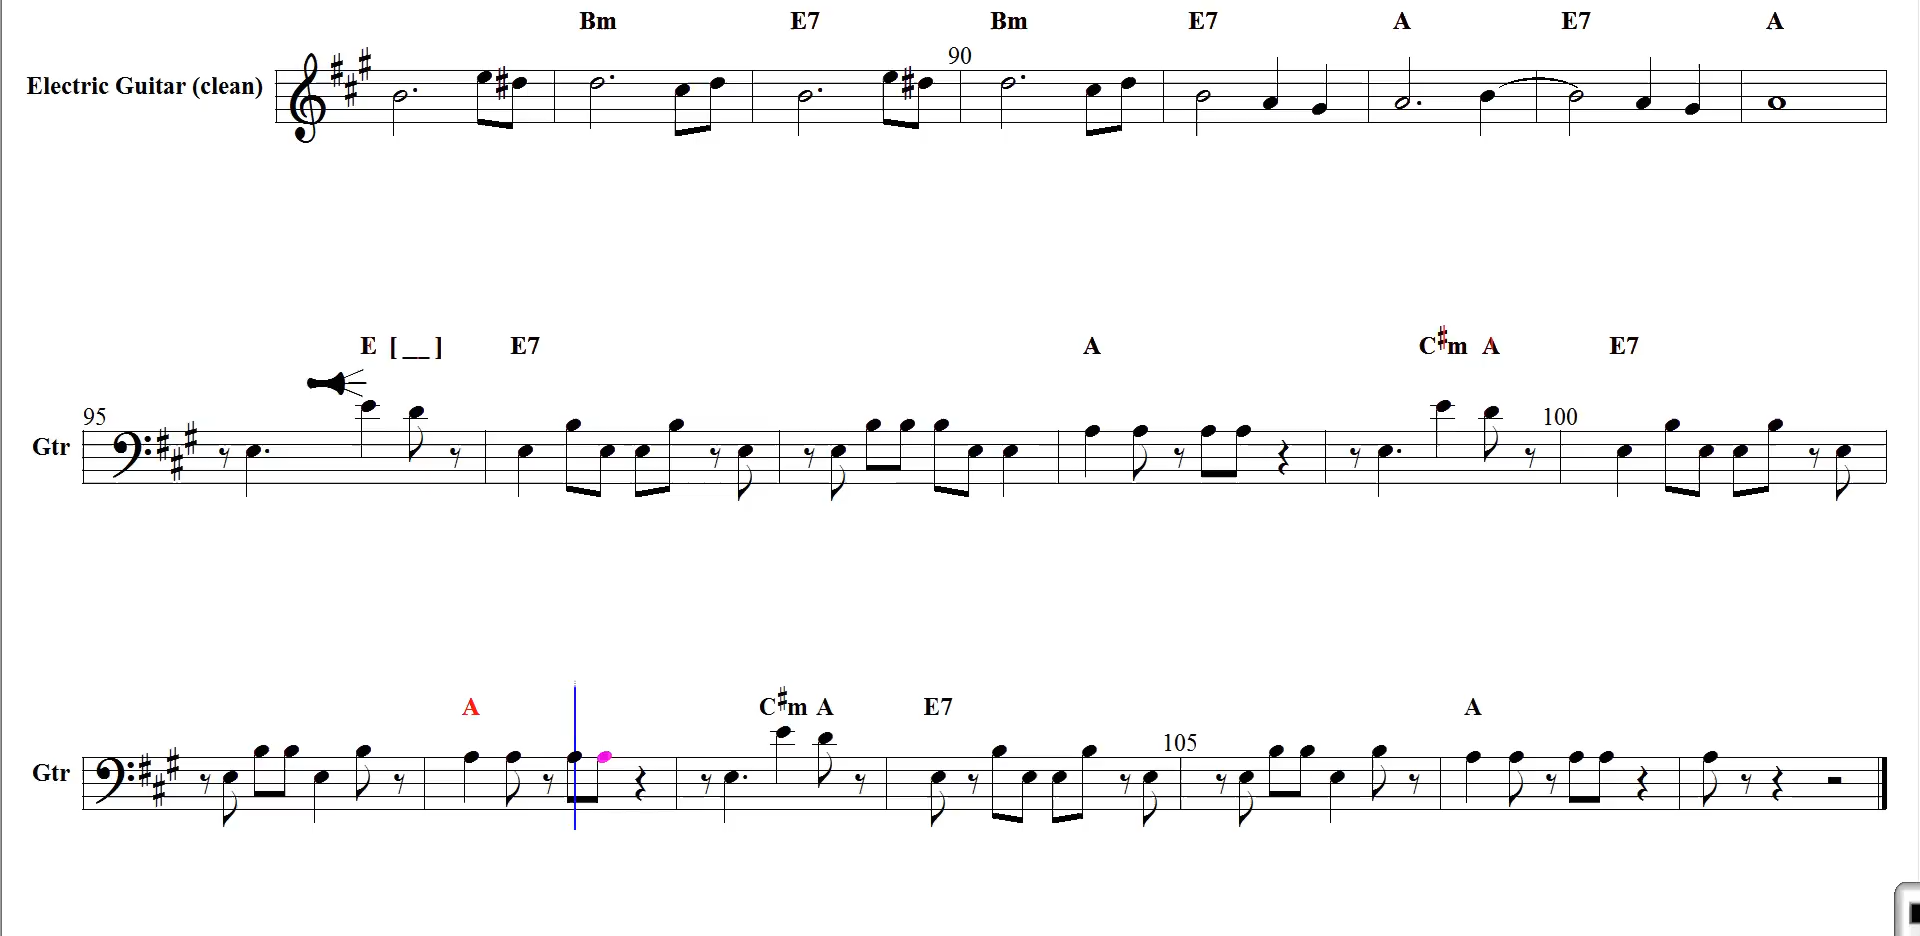 Bm E7 Bm E7 A E7 A
90
Electric Guitar (clean)
E [ __ ] E7 A C♯m A E7
95 100
Gtr
A C♯m A E7 A
105
Gtr